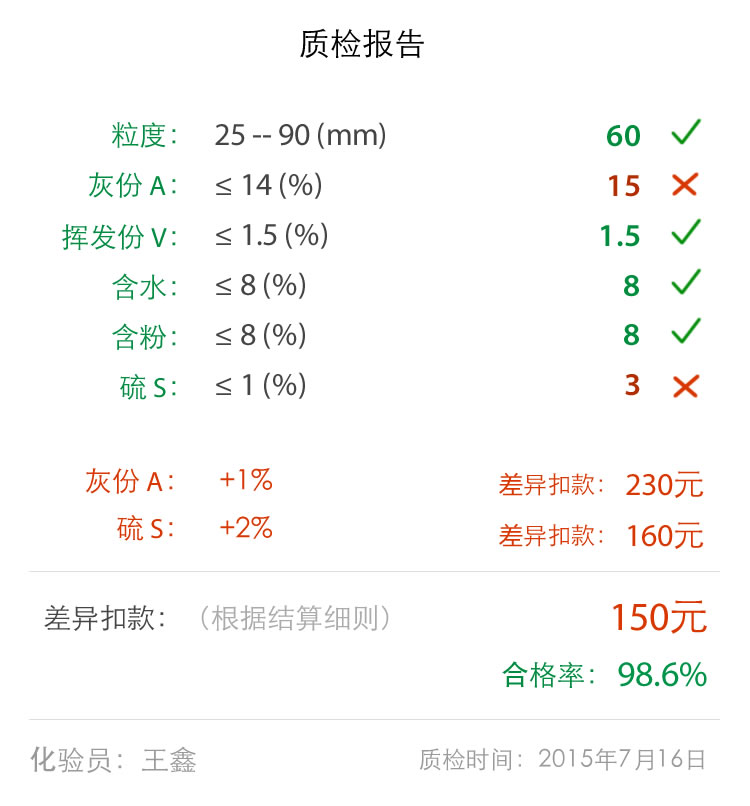 质检报告
粒度： 25 -- 90 (mm) 60
灰份 A： ≤ 14 (%) 15
挥发份 V： ≤ 1.5 (%) 1.5
含水： ≤ 8 (%) 8
含粉： ≤ 8 (%) 8
硫 S： ≤ 1 (%) 3
灰份 A： +1% 差异扣款： 230元
硫 S： +2% 差异扣款： 160元
差异扣款： （根据结算细则） 150元
合格率： 98.6%
化验员： 王鑫 质检时间： 2015年7月16日